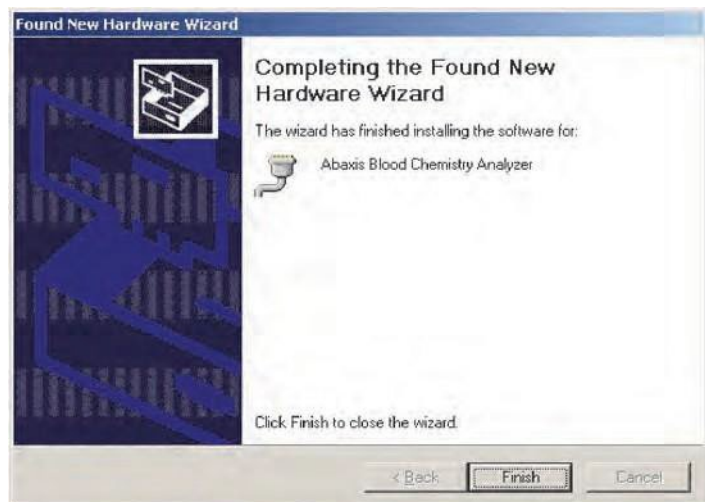 Found New Hardware Wizard
Completing the Found New
Hardware Wizard
The wizard has finished installing the software for:
Abaxis Blood Chemistry Analyzer
Click Finish to close the wizard.
< Back
Finish
Cancel